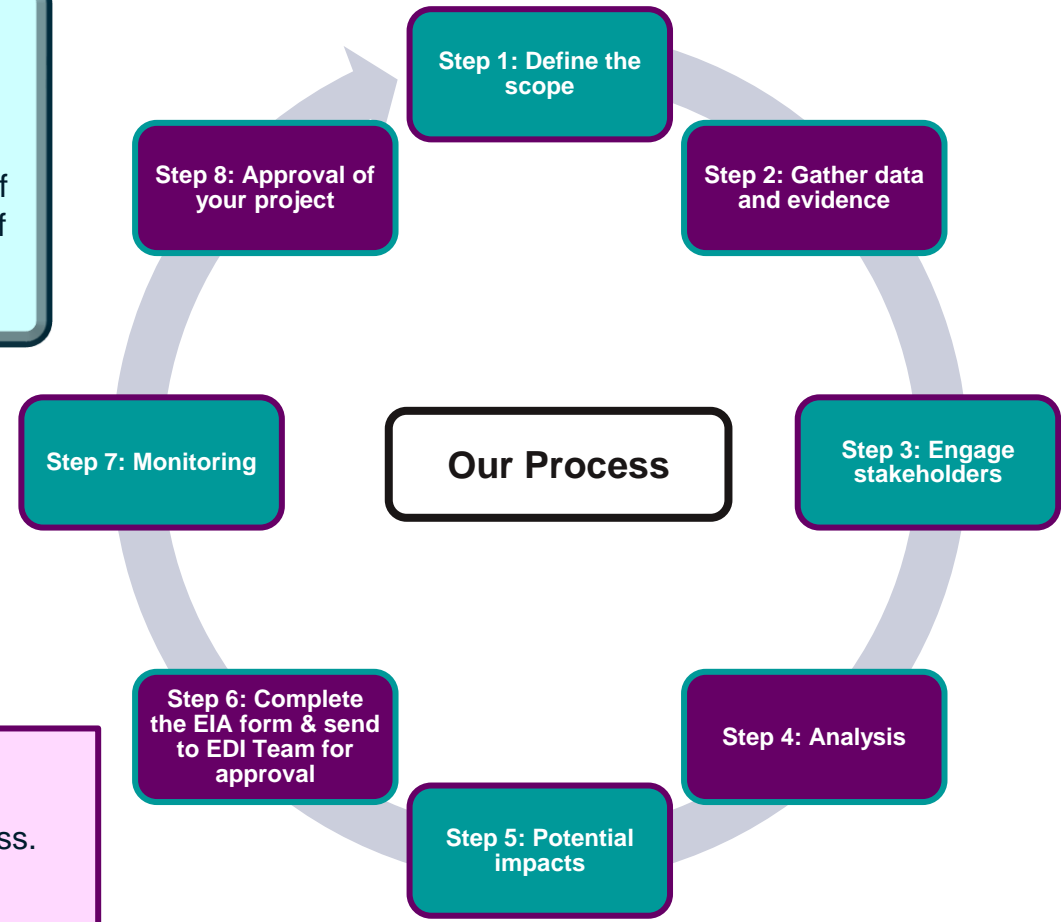 Step 1: Define the
scope
Step 2: Gather data
and evidence
Step 3: Engage
stakeholders
Step 4: Analysis
Step 5: Potential
impacts
Step 6: Complete
the EIA form & send
to EDI Team for
approval
Step 7: Monitoring
Step 8: Approval of
your project
Our Process